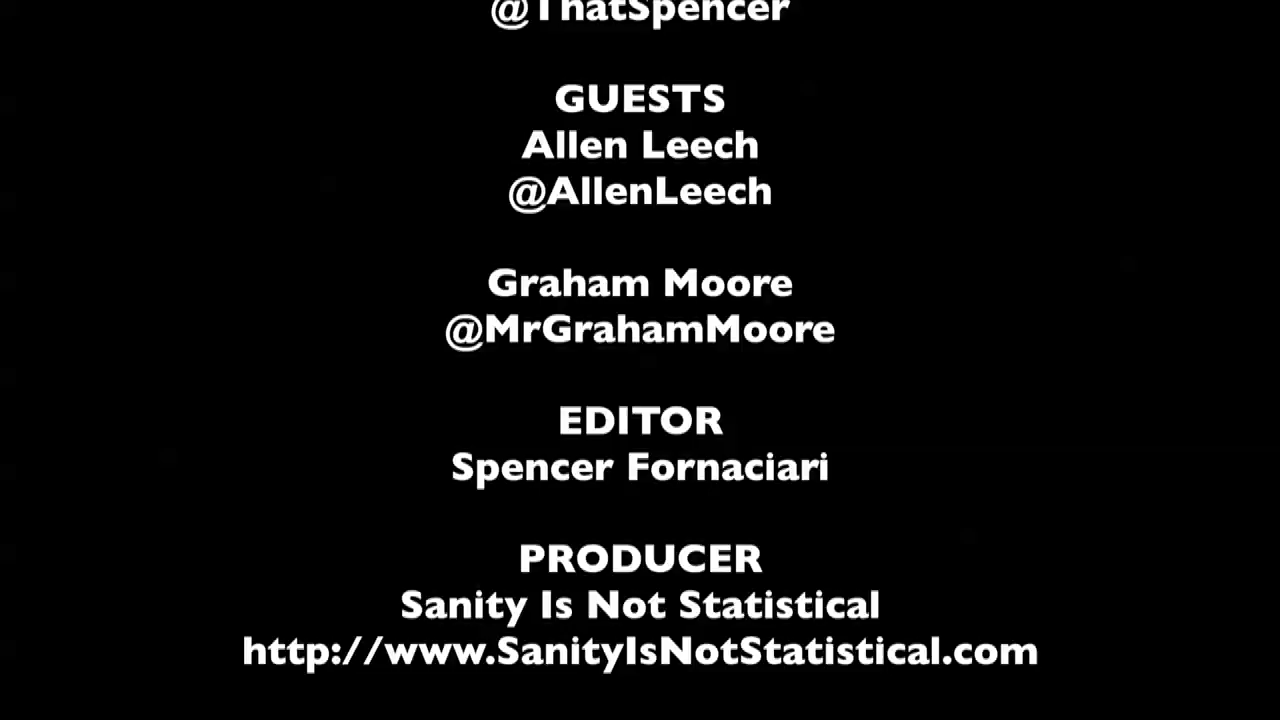 @ThatSpencer
GUESTS
Allen Leech
@AllenLeech
Graham Moore
@MrGrahamMoore
EDITOR
Spencer Fornaciari
PRODUCER
Sanity Is Not Statistical
http://www.SanityIsNotStatistical.com